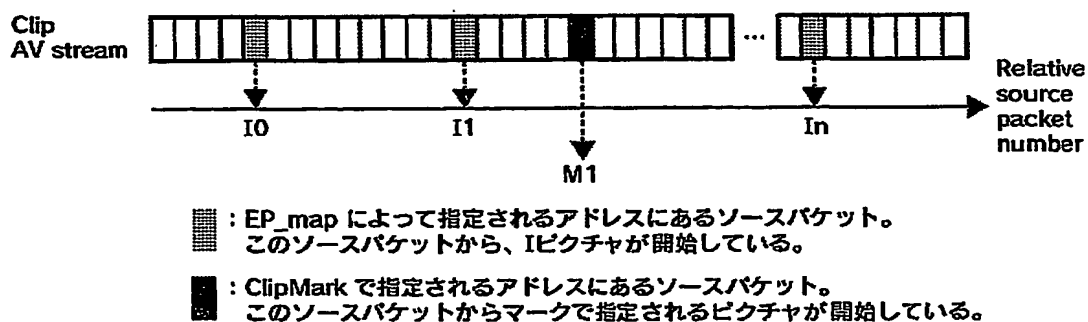 Clip
AV stream
...
Relative
source
packet
number
I0
I1
In
M1
：EP_map によって指定されるアドレスにあるソースパケット。
このソースパケットから、Iピクチャが開始している。
：ClipMark で指定されるアドレスにあるソースパケット。
このソースパケットからマークで指定されるピクチャが開始している。